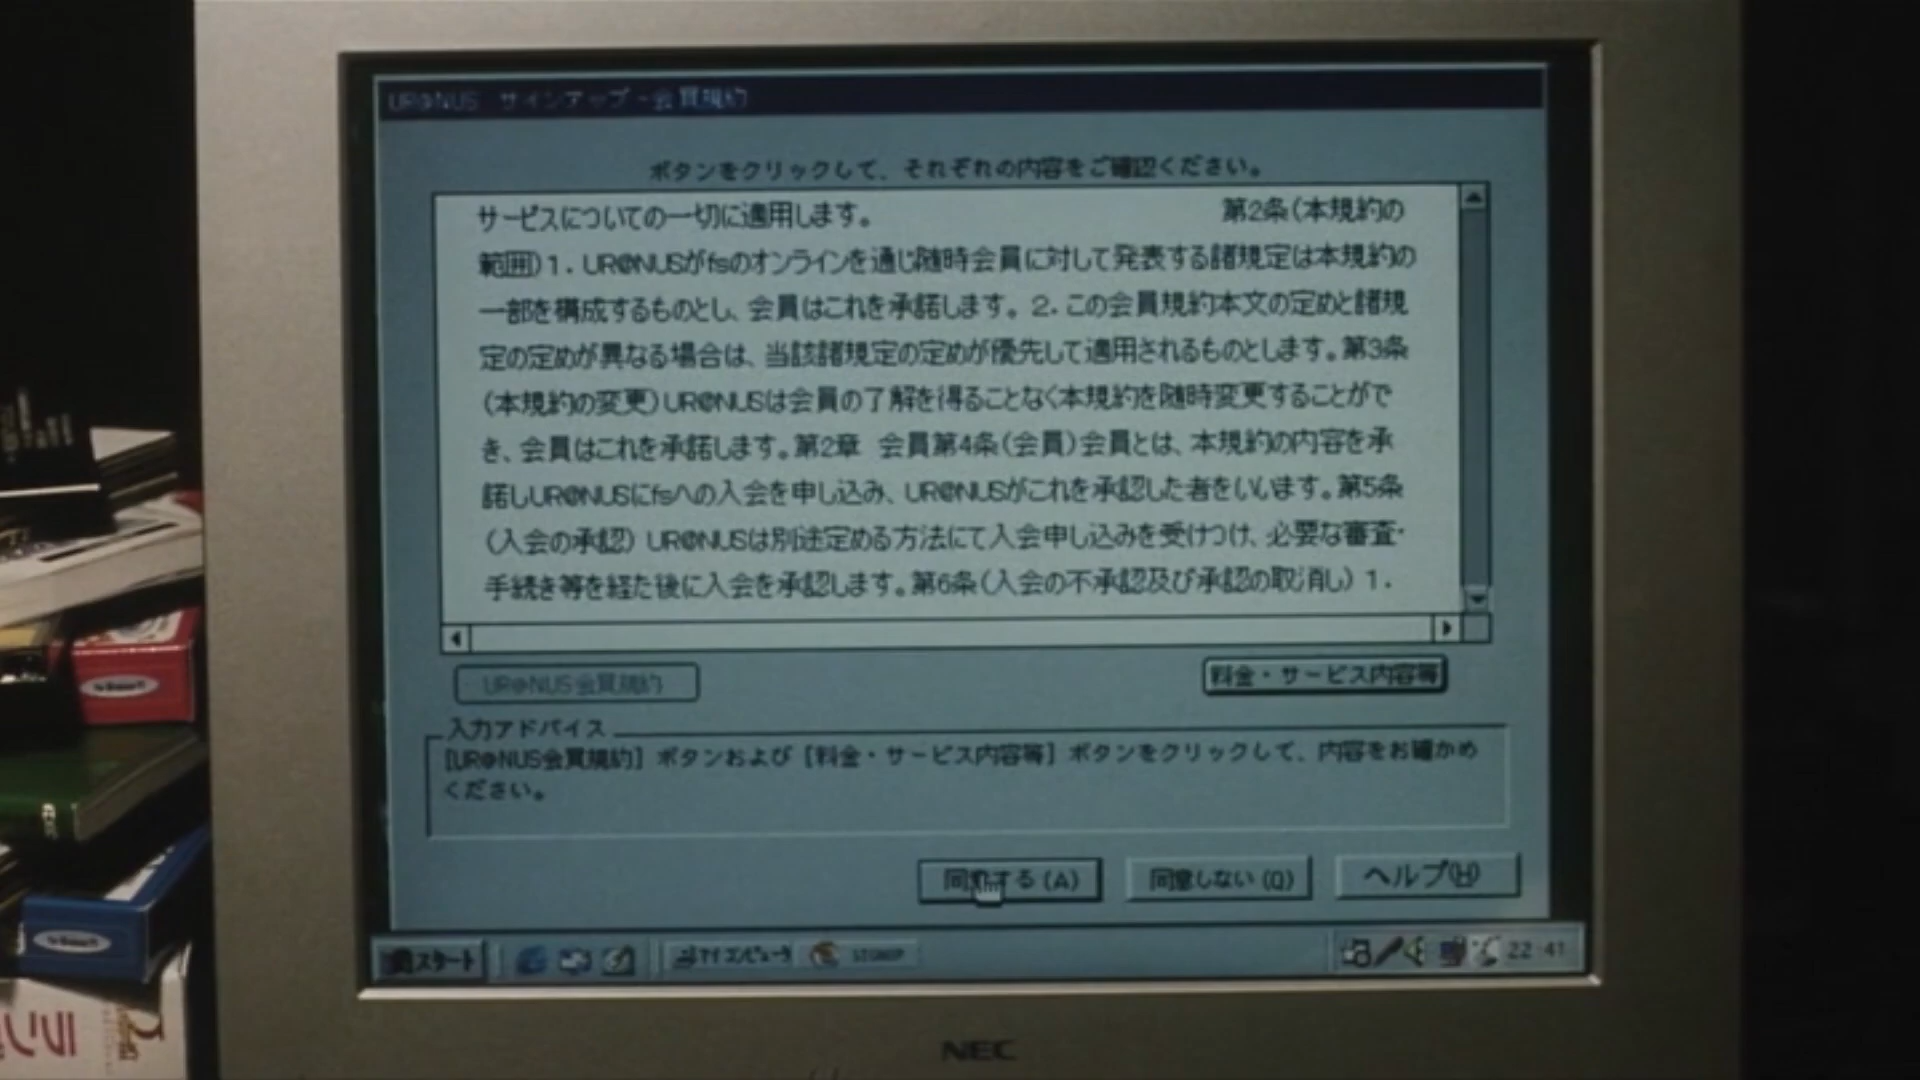 UR@NUS サインアップ - 会員規約
ボタンをクリックして、それぞれの内容をご確認ください。
サービスについての一切に適用します。 第2条(本規約の
範囲)1. UR@NUSがfsのオンラインを通じ随時会員に対して発表する諸規定は本規約の
一部を構成するものとし、会員はこれを承諾します。2. この会員規約本文の定めと諸規
定の定めが異なる場合は、当該諸規定の定めが優先して適用されるものとします。第3条
(本規約の変更)UR@NUSは会員の了解を得ることなく本規約を随時変更することがで
き、会員はこれを承諾します。第2章 会員第4条(会員)会員とは、本規約の内容を承
諾しUR@NUSにfsへの入会を申し込み、UR@NUSがこれを承認した者をいいます。第5条
(入会の承認) UR@NUSは別途定める方法にて入会申し込みを受けつけ、必要な審査・
手続き等を経た後に入会を承認します。第6条(入会の不承認及び承認の取消し) 1.
UR@NUS会員規約
料金・サービス内容等
入力アドバイス
[UR@NUS会員規約] ボタンおよび [料金・サービス内容等] ボタンをクリックして、内容をお確かめ
ください。
同意する(A)
同意しない(Q)
ヘルプ(H)
スタート
マイ コンピュータ
22:41
NEC